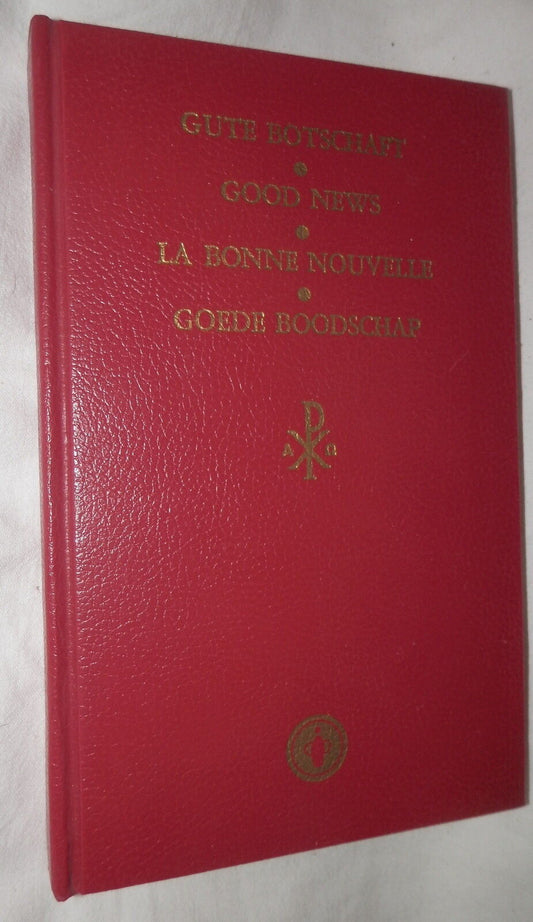 GUTE BOTSCHAFT
GOOD NEWS
LA BONNE NOUVELLE
GOEDE BOODSCHAP
Α Ω